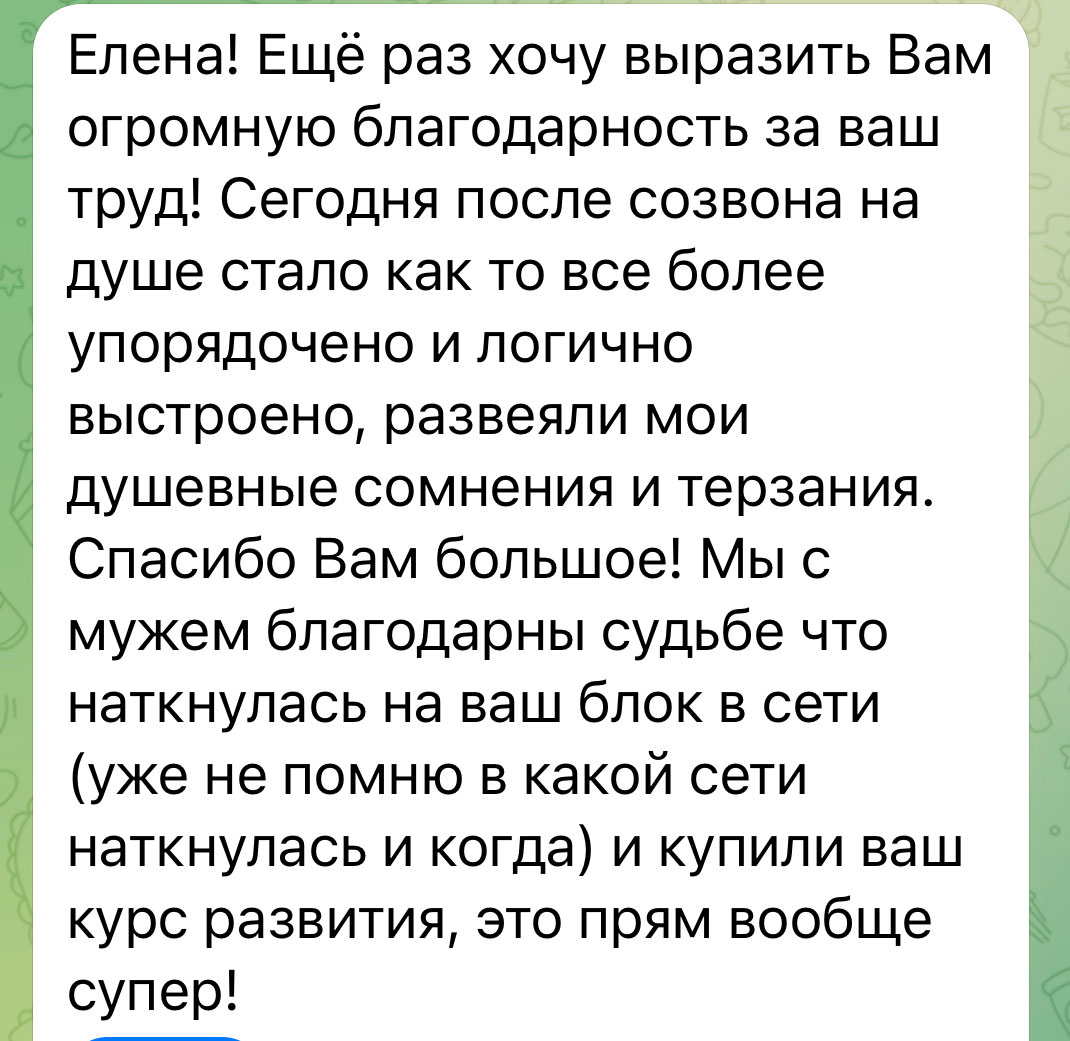 Елена! Ещё раз хочу выразить Вам
огромную благодарность за ваш
труд! Сегодня после созвона на
душе стало как то все более
упорядочено и логично
выстроено, развеяли мои
душевные сомнения и терзания.
Спасибо Вам большое! Мы с
мужем благодарны судьбе что
наткнулась на ваш блок в сети
(уже не помню в какой сети
наткнулась и когда) и купили ваш
курс развития, это прям вообще
супер!